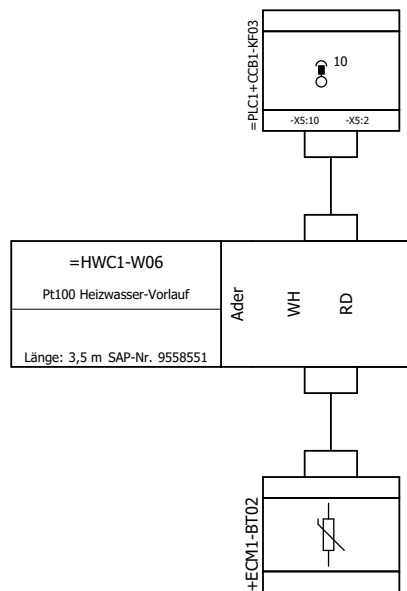 =PLC1+CCB1-KF03
10
-X5:10 -X5:2
=HWC1-W06
Pt100 Heizwasser-Vorlauf
Länge: 3,5 m SAP-Nr. 9558551
Ader
WH
RD
+ECM1-BT02